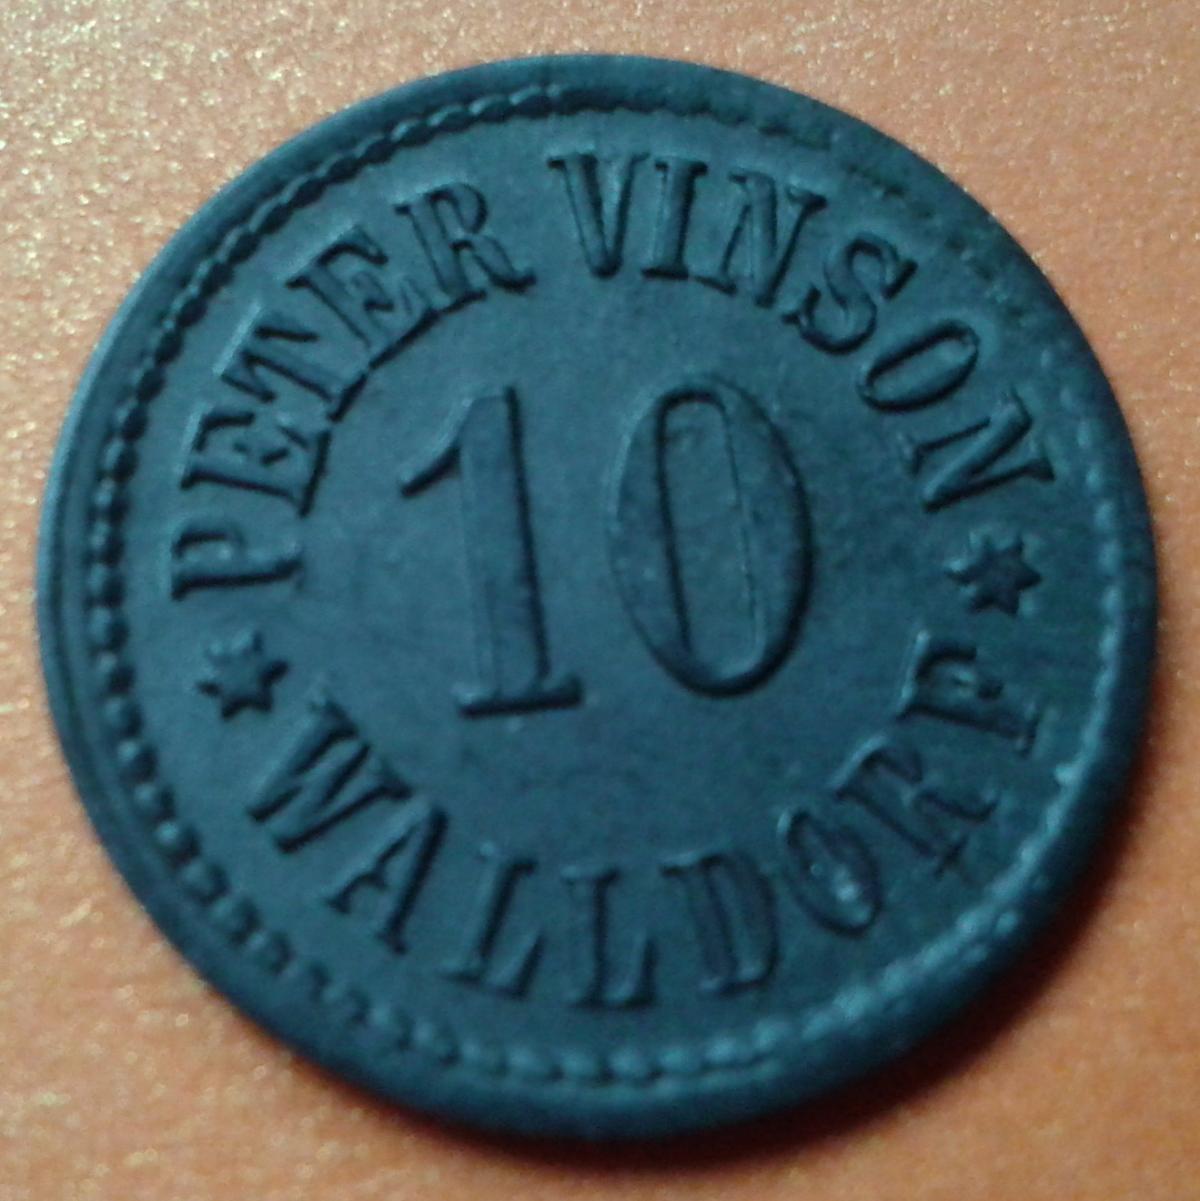 PETER VINSON
10
* WALLDORF *